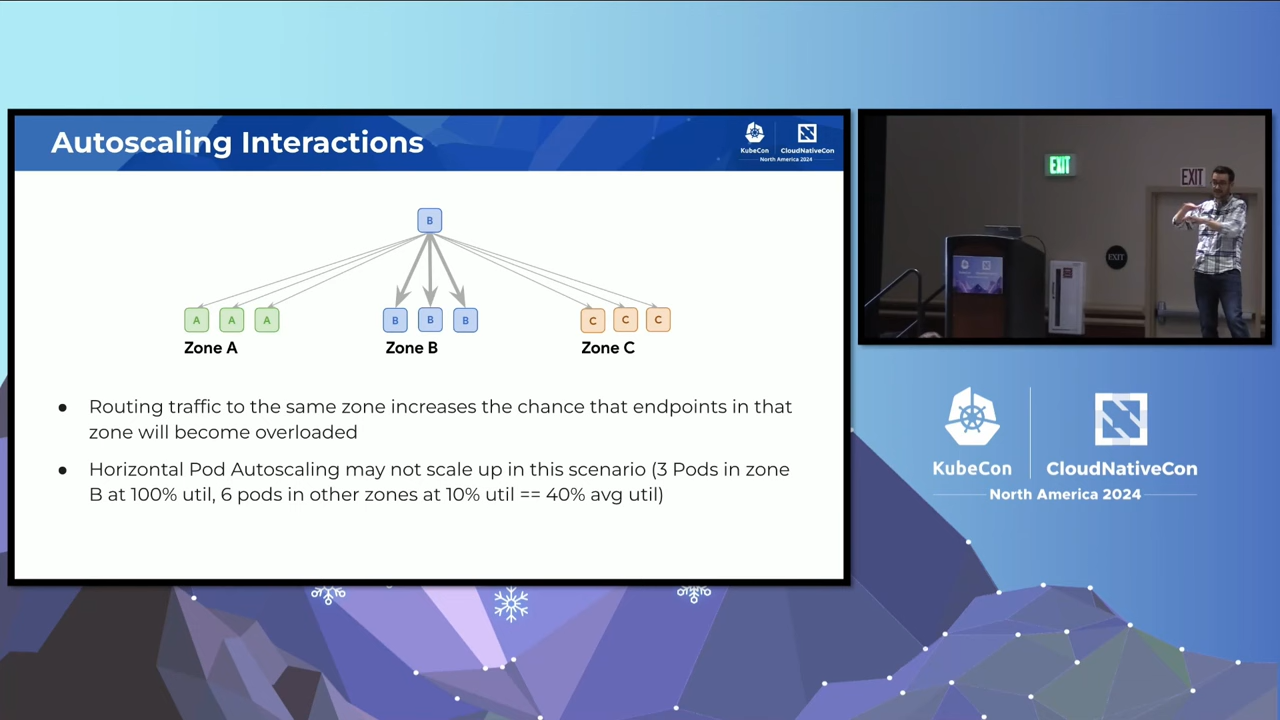 Autoscaling Interactions
KubeCon
CloudNativeCon
North America 2024
B
A A A
B B B
C C C
Zone A
Zone B
Zone C
● Routing traffic to the same zone increases the chance that endpoints in that
zone will become overloaded
● Horizontal Pod Autoscaling may not scale up in this scenario (3 Pods in zone
B at 100% util, 6 pods in other zones at 10% util == 40% avg util)
EXIT
EXIT
EXIT
KubeCon
CloudNativeCon
North America 2024